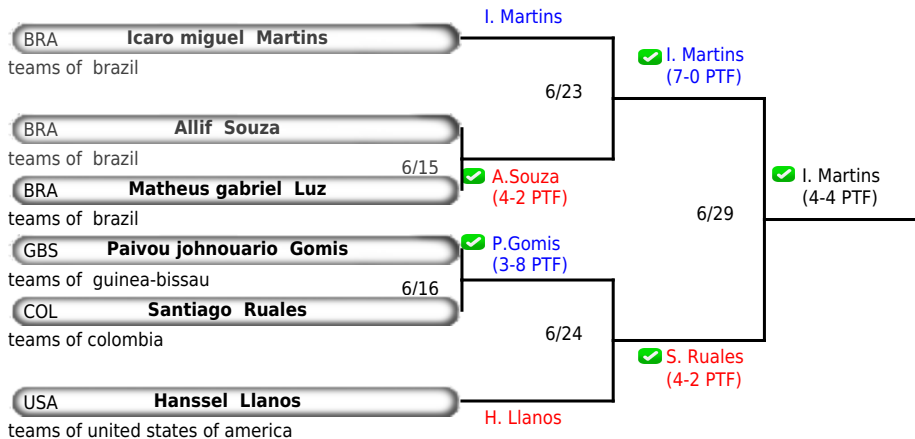 I. Martins
BRA Icaro miguel Martins
teams of brazil
I. Martins
(7-0 PTF)
6/23
BRA Allif Souza
teams of brazil
6/15
A.Souza
(4-2 PTF)
BRA Matheus gabriel Luz
teams of brazil
I. Martins
(4-4 PTF)
6/29
GBS Paivou johnouario Gomis
teams of guinea-bissau
P.Gomis
(3-8 PTF)
6/16
COL Santiago Ruales
teams of colombia
6/24
S. Ruales
(4-2 PTF)
USA Hanssel Llanos
teams of united states of america
H. Llanos